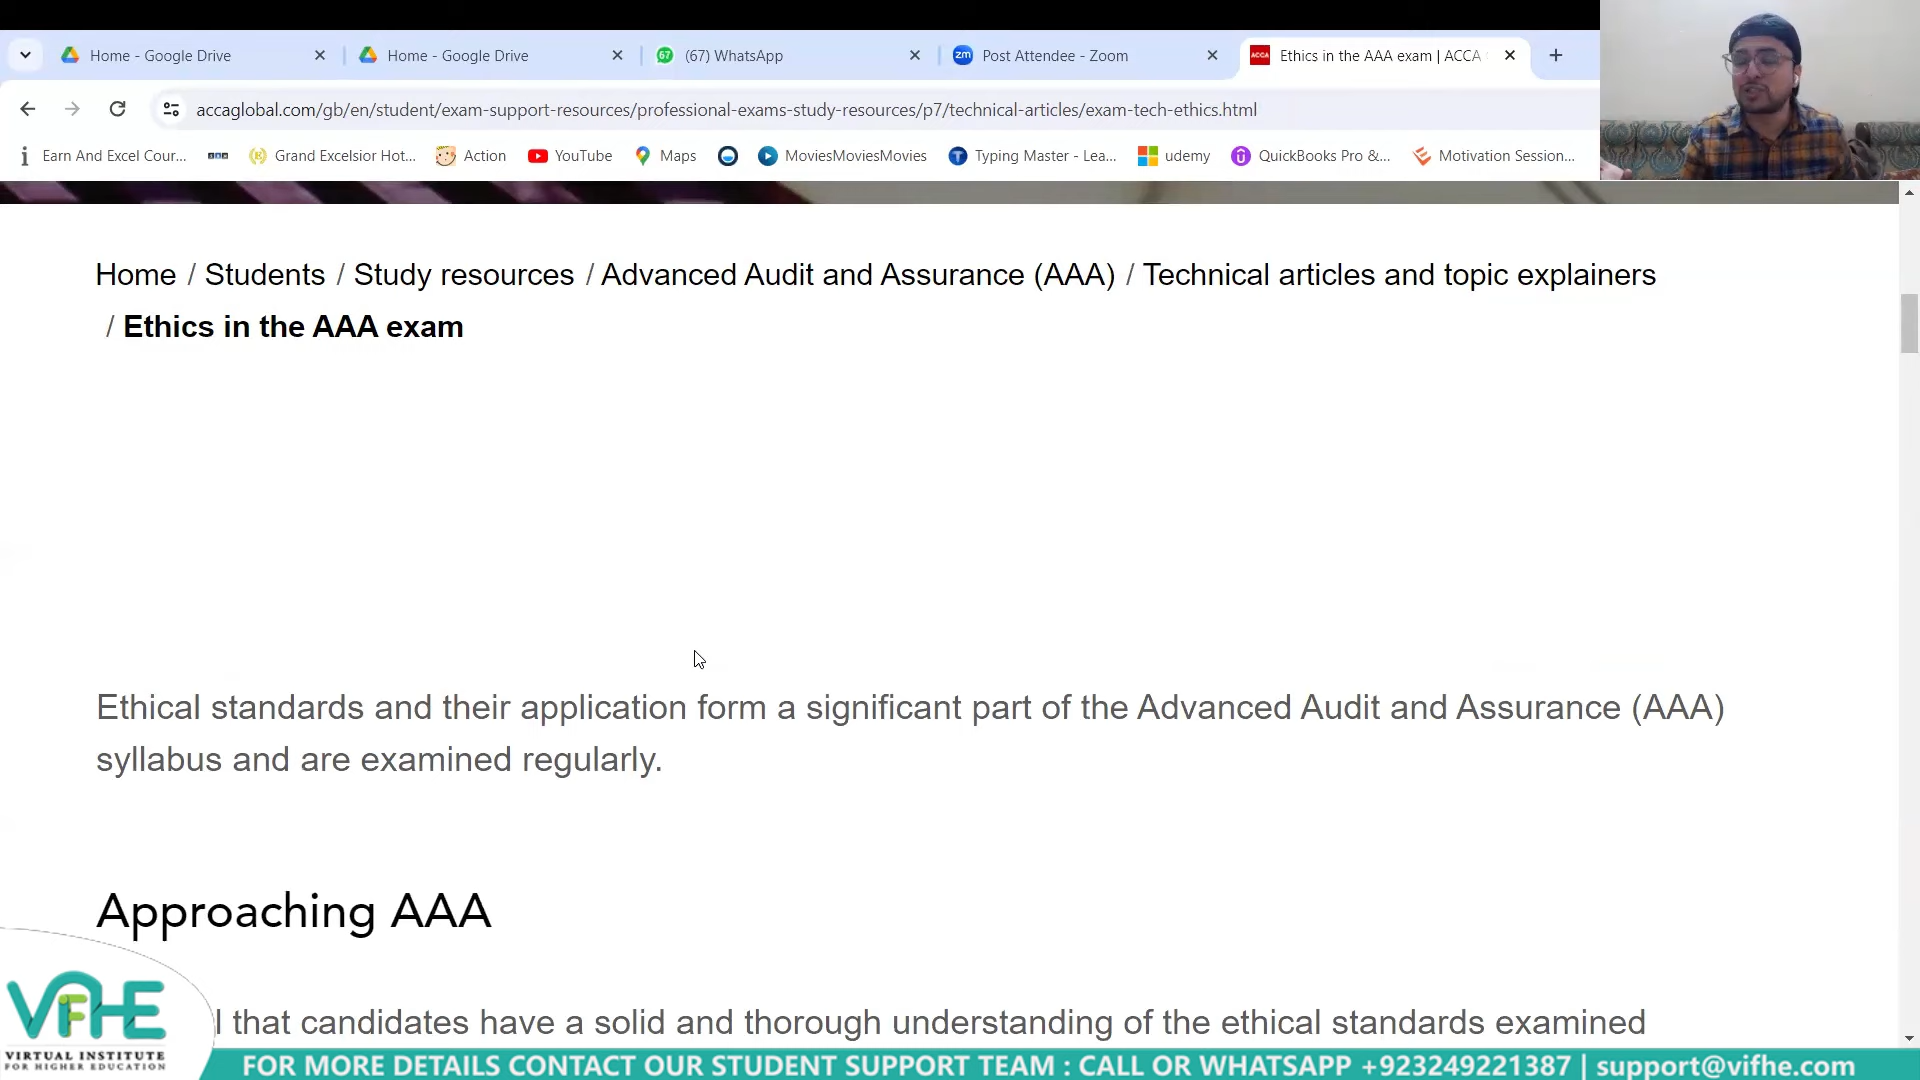 Home - Google Drive
Home - Google Drive
67
(67) WhatsApp
zm
Post Attendee - Zoom
ACCA
Ethics in the AAA exam | ACCA
accaglobal.com/gb/en/student/exam-support-resources/professional-exams-study-resources/p7/technical-articles/exam-tech-ethics.html
Earn And Excel Cour...
Grand Excelsior Hot...
Action
YouTube
Maps
MoviesMoviesMovies
Typing Master - Lea...
udemy
QuickBooks Pro &...
Motivation Session...
Home / Students / Study resources / Advanced Audit and Assurance (AAA) / Technical articles and topic explainers
/ Ethics in the AAA exam
Ethical standards and their application form a significant part of the Advanced Audit and Assurance (AAA)
syllabus and are examined regularly.
Approaching AAA
l that candidates have a solid and thorough understanding of the ethical standards examined
VIFHE
VIRTUAL INSTITUTE
FOR HIGHER EDUCATION
FOR MORE DETAILS CONTACT OUR STUDENT SUPPORT TEAM : CALL OR WHATSAPP +923249221387 | support@vifhe.com